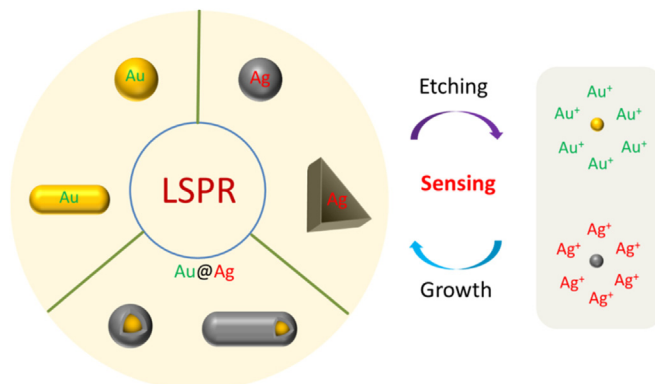 Au
Ag
Au
LSPR
Ag
Au@Ag
Etching
Sensing
Growth
Au⁺
Au⁺ Au⁺
Au⁺ Au⁺
Au⁺
Ag⁺
Ag⁺ Ag⁺
Ag⁺ Ag⁺
Ag⁺